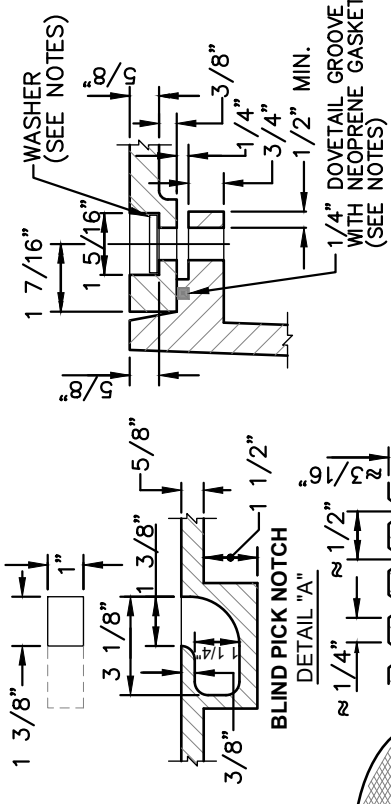 1 3/8"
1"
5/8"
1 3/8"
3 1/8"
1 1/4"
3/8"
1 1/2"
BLIND PICK NOTCH
DETAIL "A"
≈ 1/4"
≈ 1/2"
≈ 3/16"
WASHER
(SEE NOTES)
5/8"
1 7/16"
1 5/16"
5/8"
3/8"
1/4"
3/4"
1/2" MIN.
1/4" DOVETAIL GROOVE
WITH NEOPRENE GASKET
(SEE NOTES)